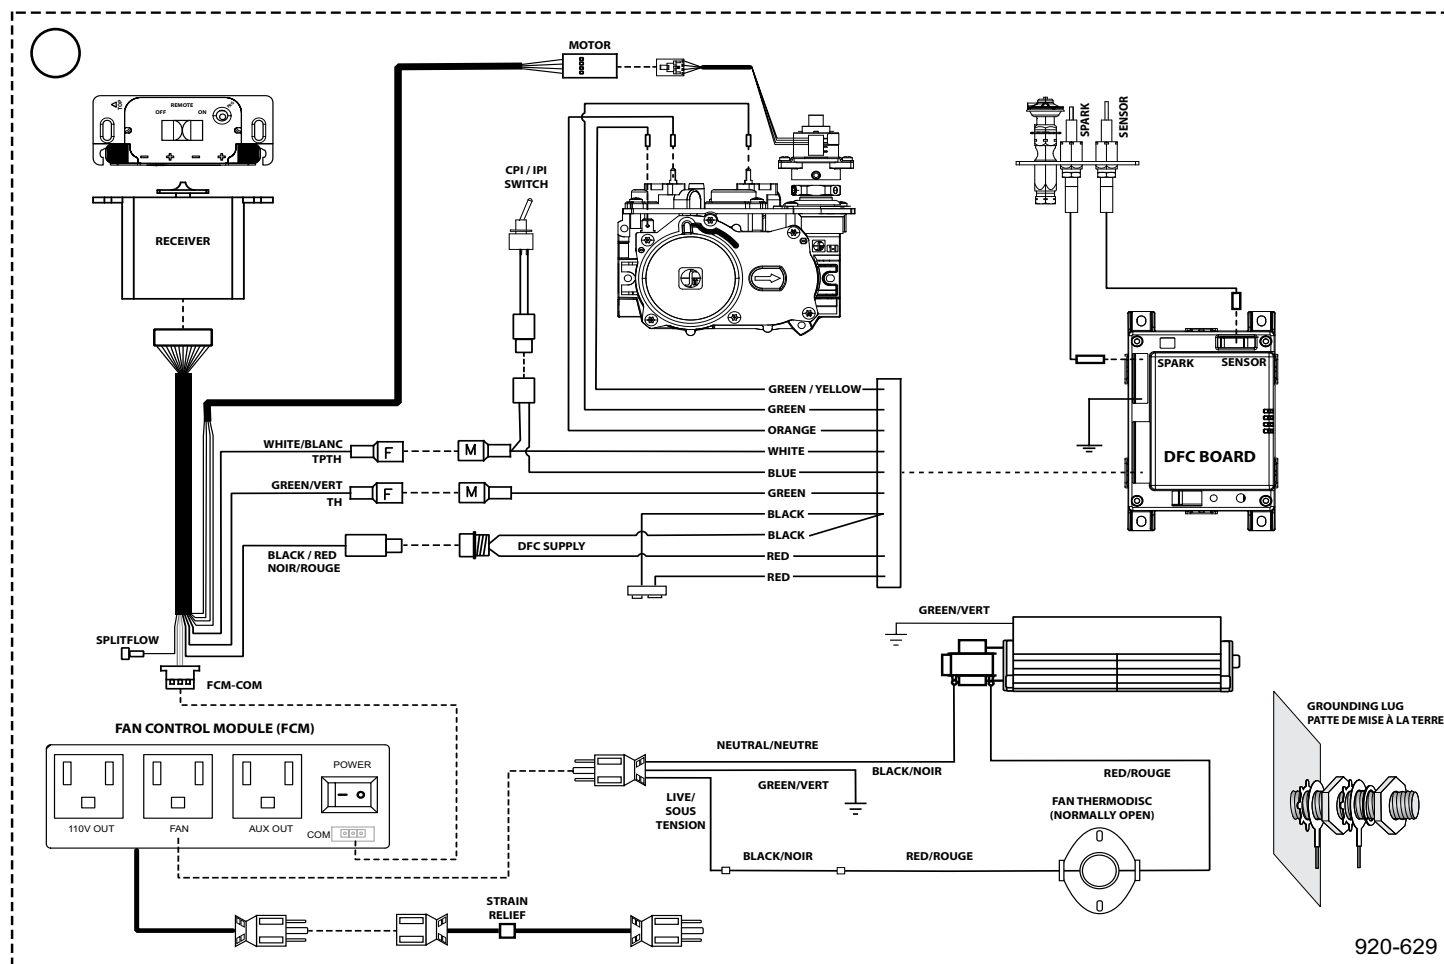 MOTOR
TOP
REMOTE
OFF
ON
CPI / IPI
SWITCH
SPARK
SENSOR
RECEIVER
SPARK
SENSOR
DFC BOARD
GREEN / YELLOW
GREEN
ORANGE
WHITE
BLUE
GREEN
BLACK
BLACK
RED
RED
WHITE/BLANC
TPTH
F
M
GREEN/VERT
TH
F
M
BLACK / RED
NOIR/ROUGE
DFC SUPPLY
SPLITFLOW
FCM-COM
GREEN/VERT
FAN CONTROL MODULE (FCM)
POWER
110V OUT
FAN
AUX OUT
COM
NEUTRAL/NEUTRE
BLACK/NOIR
GREEN/VERT
LIVE/
SOUS
TENSION
RED/ROUGE
FAN THERMODISC
(NORMALLY OPEN)
BLACK/NOIR
RED/ROUGE
GROUNDING LUG
PATTE DE MISE À LA TERRE
STRAIN
RELIEF
920-629